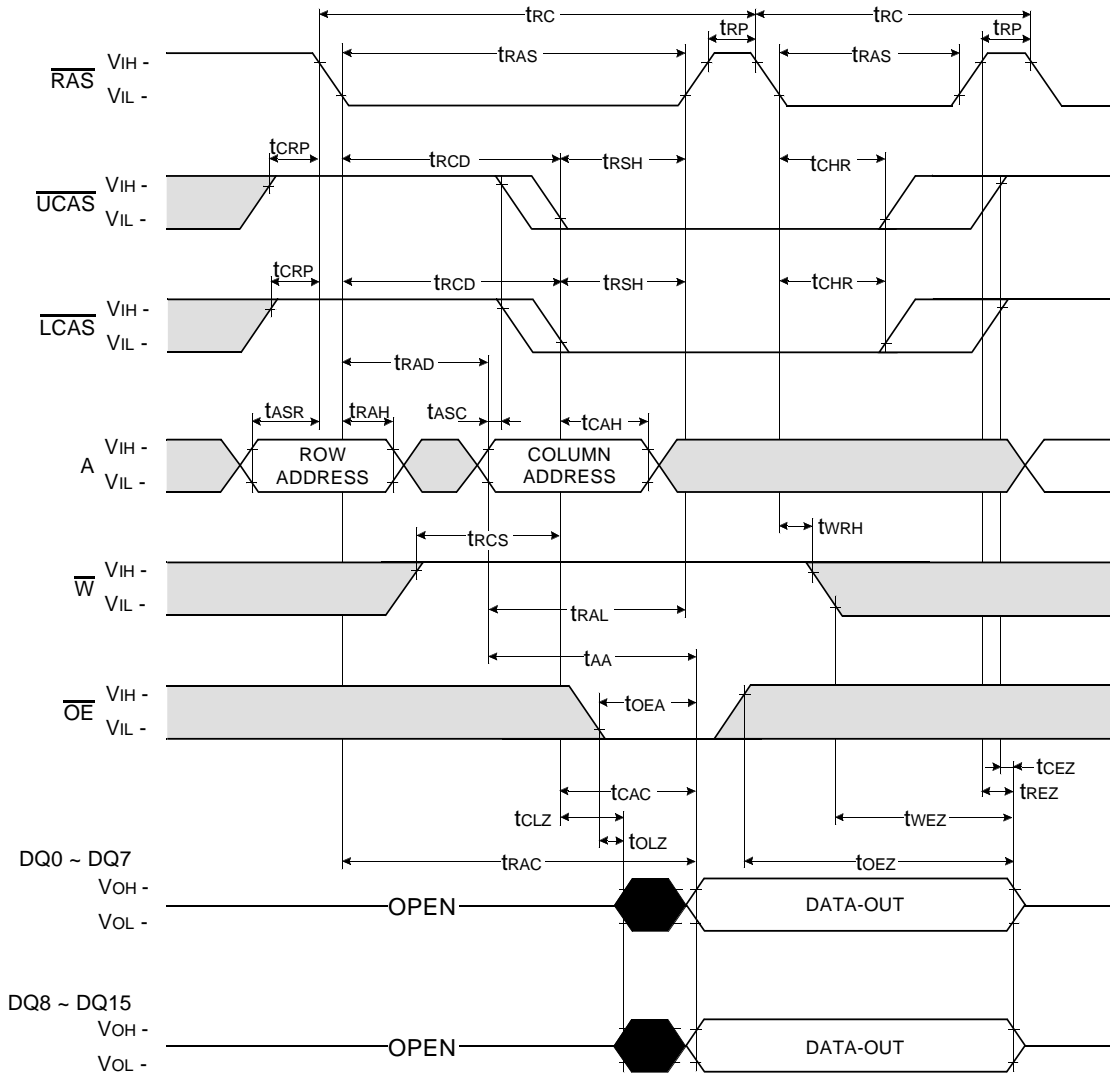 tRC tRC
tRP tRP
tRAS tRAS
RAS VIH -
VIL -
tCRP tRCD tRSH tCHR
UCAS VIH -
VIL -
tCRP tRCD tRSH tCHR
LCAS VIH -
VIL -
tRAD
tASR tRAH tASC tCAH
A VIH -
VIL -
ROW
ADDRESS
COLUMN
ADDRESS
tRCS tWRH
W VIH -
VIL -
tRAL
tAA
OE VIH -
VIL -
tOEA
tCEZ
tCAC tREZ
tCLZ tWEZ
tOLZ
tRAC tOEZ
DQ0 ~ DQ7
VOH -
VOL -
OPEN DATA-OUT
DQ8 ~ DQ15
VOH -
VOL -
OPEN DATA-OUT